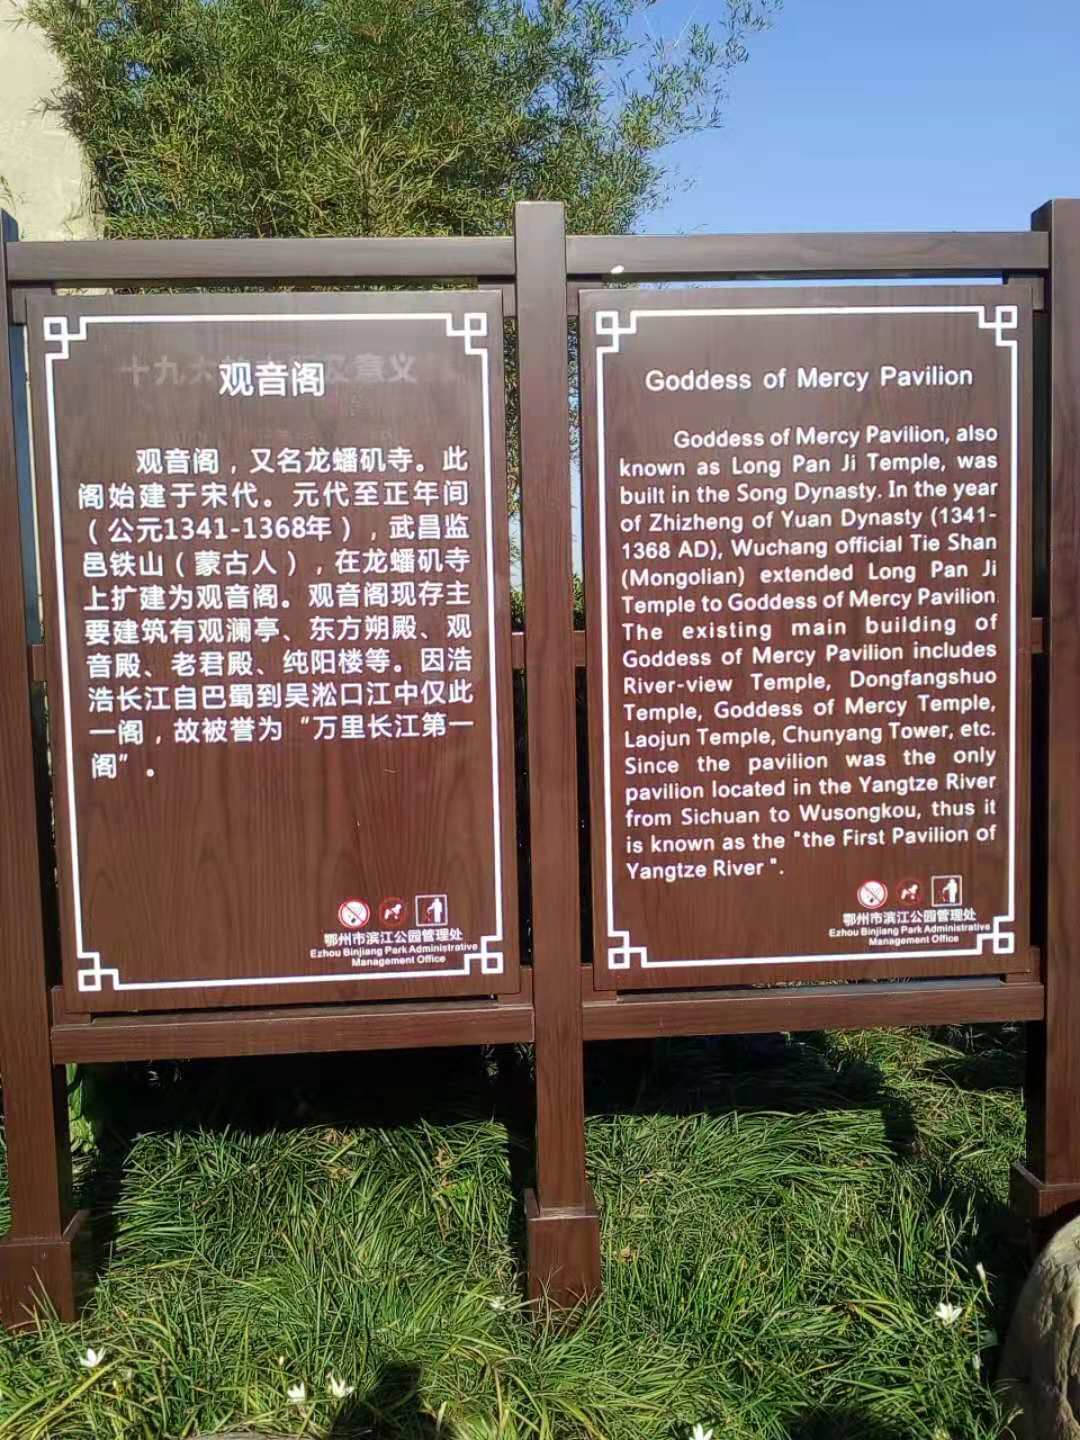 观音阁
观音阁，又名龙蟠矶寺。此
阁始建于宋代。元代至正年间
（公元1341-1368年），武昌监
邑铁山（蒙古人），在龙蟠矶寺
上扩建为观音阁。观音阁现存主
要建筑有观澜亭、东方朔殿、观
音殿、老君殿、纯阳楼等。因浩
浩长江自巴蜀到吴淞口江中仅此
一阁，故被誉为“万里长江第一
阁”。
鄂州市滨江公园管理处
Ezhou Binjiang Park Administrative
Management Office
Goddess of Mercy Pavilion
Goddess of Mercy Pavilion, also
known as Long Pan Ji Temple, was
built in the Song Dynasty. In the year
of Zhizheng of Yuan Dynasty (1341-
1368 AD), Wuchang official Tie Shan
(Mongolian) extended Long Pan Ji
Temple to Goddess of Mercy Pavilion
The existing main building of
Goddess of Mercy Pavilion includes
River-view Temple, Dongfangshuo
Temple, Goddess of Mercy Temple,
Laojun Temple, Chunyang Tower, etc.
Since the pavilion was the only
pavilion located in the Yangtze River
from Sichuan to Wusongkou, thus it
is known as the "the First Pavilion of
Yangtze River ".
鄂州市滨江公园管理处
Ezhou Binjiang Park Administrative
Management Office